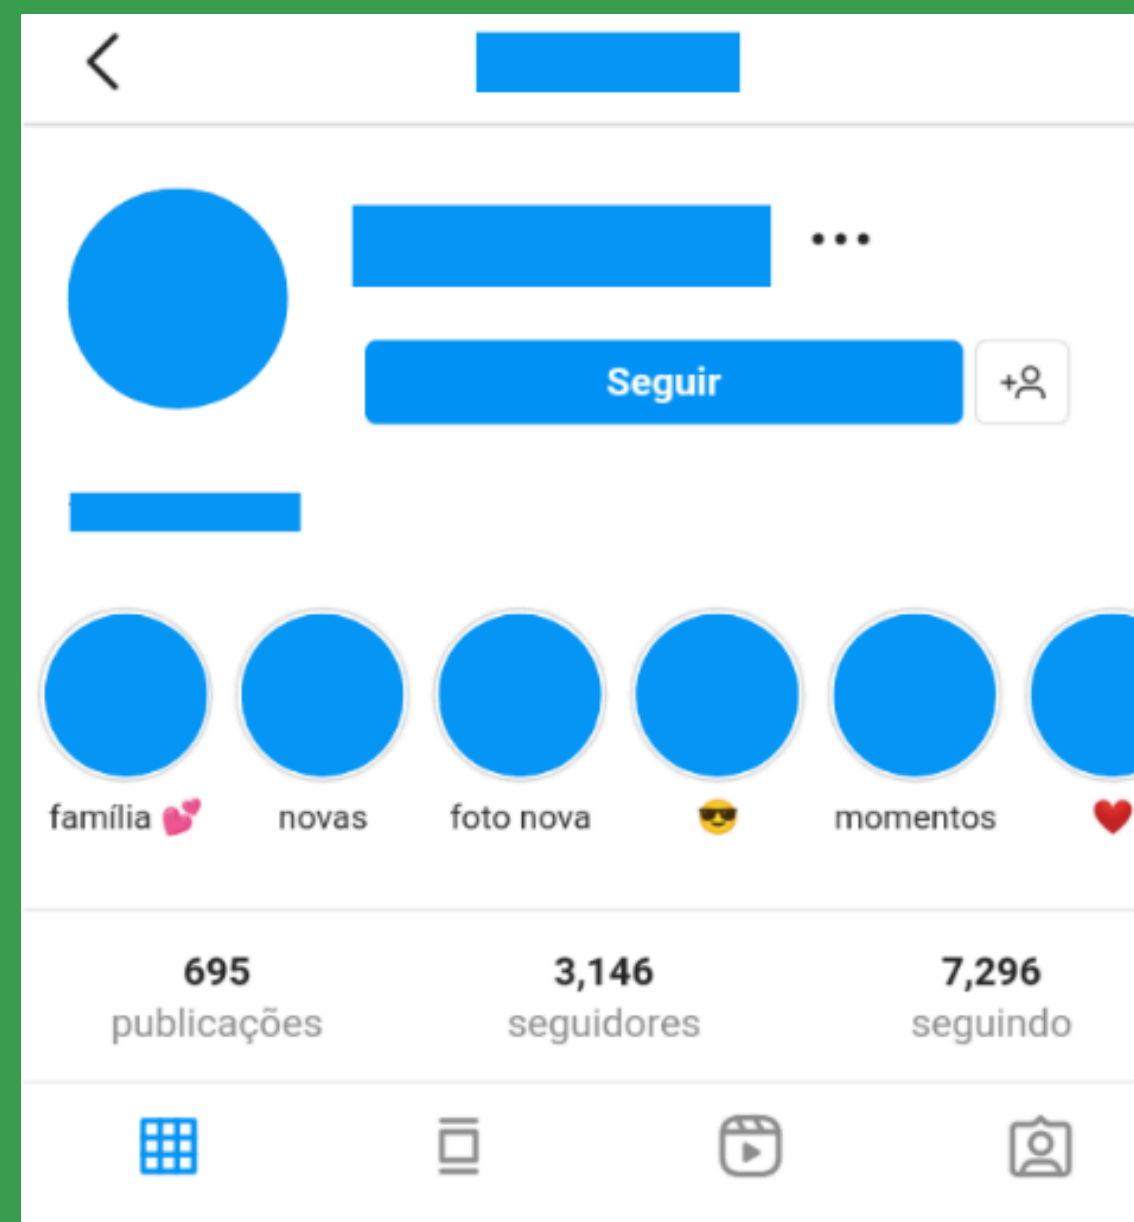 Seguir
família 💕 novas foto nova 😎 momentos ❤️
695 3,146 7,296
publicações seguidores seguindo